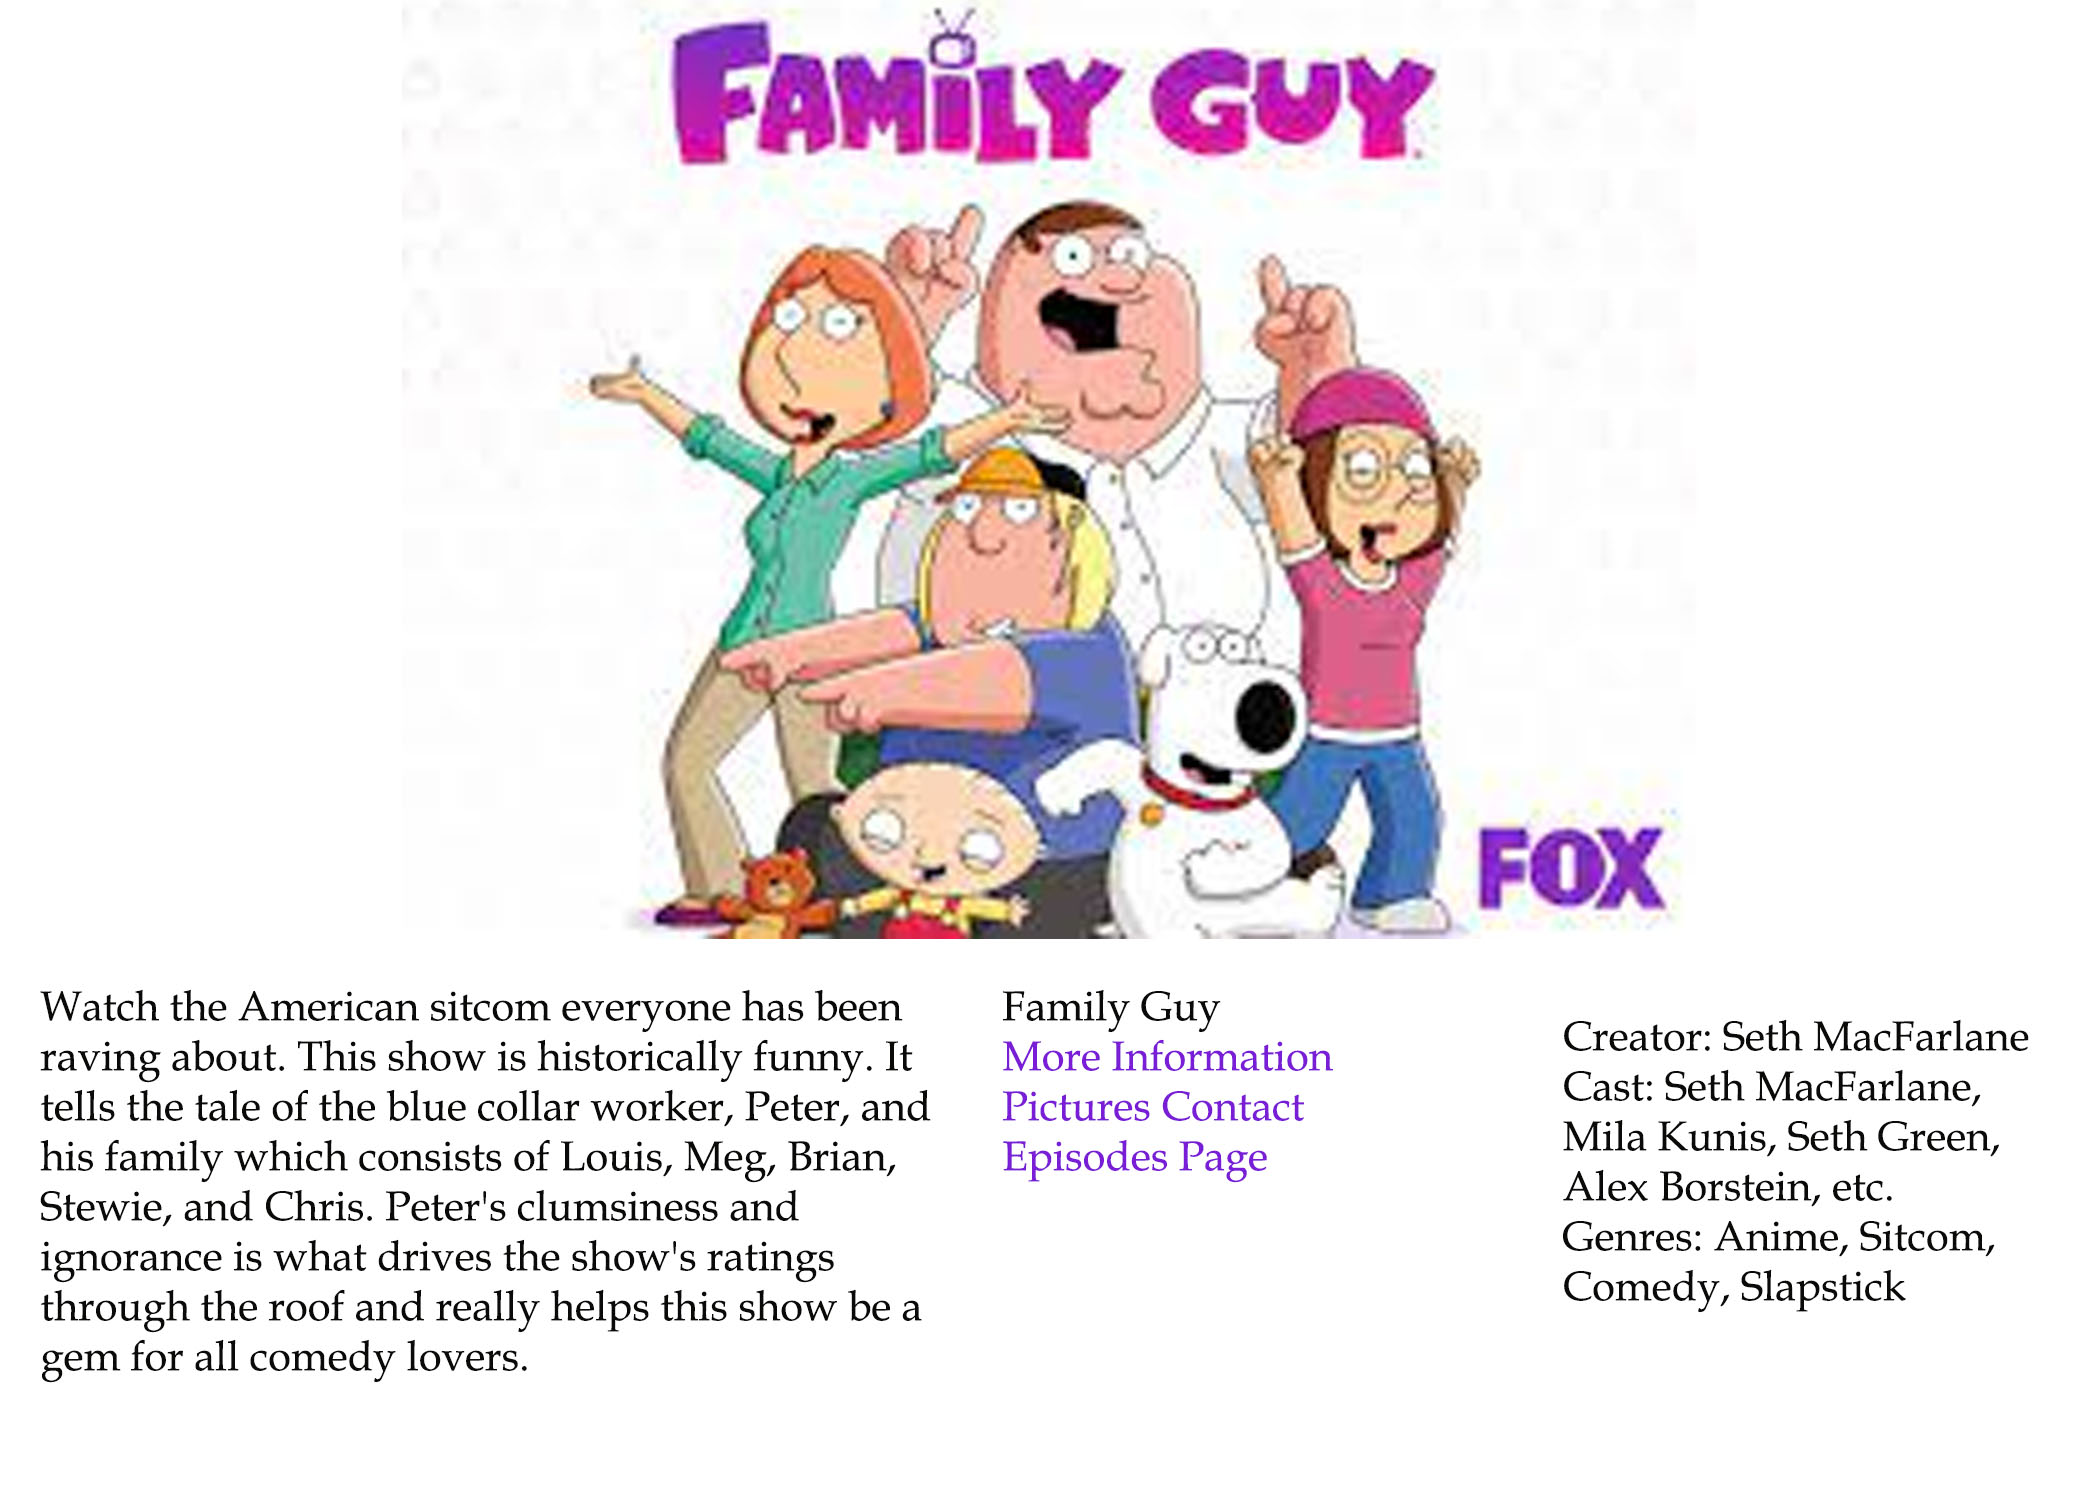 FAMILY GUY
FOX
Watch the American sitcom everyone has been
raving about. This show is historically funny. It
tells the tale of the blue collar worker, Peter, and
his family which consists of Louis, Meg, Brian,
Stewie, and Chris. Peter's clumsiness and
ignorance is what drives the show's ratings
through the roof and really helps this show be a
gem for all comedy lovers.
Family Guy
More Information
Pictures Contact
Episodes Page
Creator: Seth MacFarlane
Cast: Seth MacFarlane,
Mila Kunis, Seth Green,
Alex Borstein, etc.
Genres: Anime, Sitcom,
Comedy, Slapstick